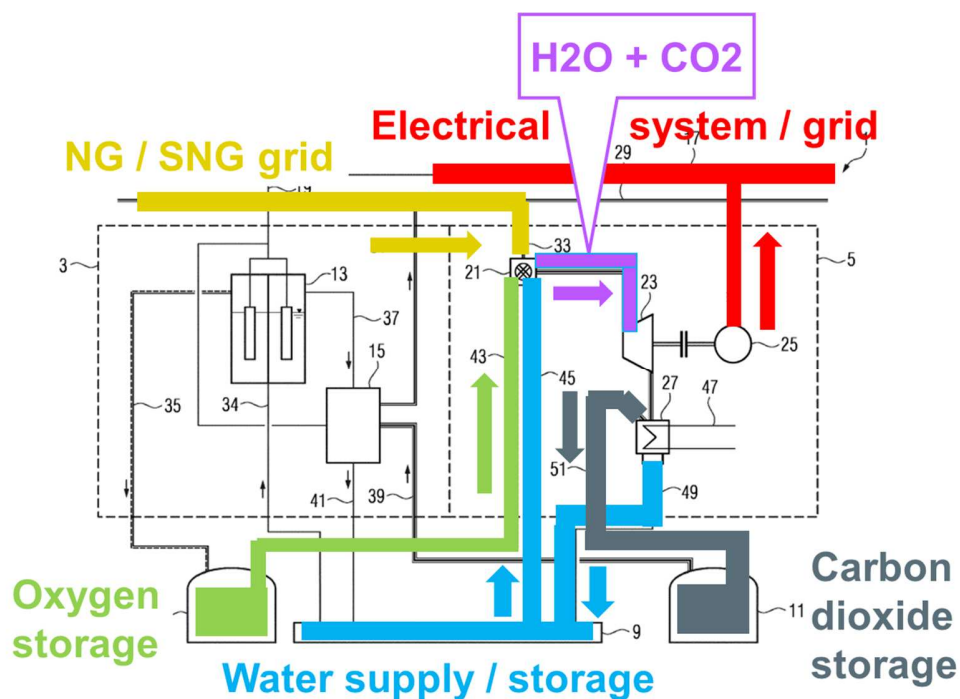 H2O + CO2
Electrical system / grid
NG / SNG grid
17
29
1
19
33
3
5
13
21
23
37
15
25
43
45
27
47
35
34
51
41
39
49
Oxygen
storage
Carbon
dioxide
storage
11
9
Water supply / storage